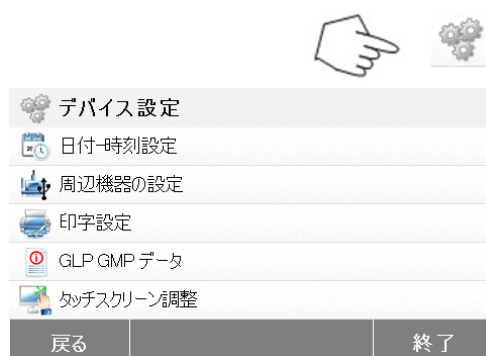 デバイス設定
日付-時刻設定
周辺機器の設定
印字設定
GLP GMP データ
タッチスクリーン調整
戻る 終了